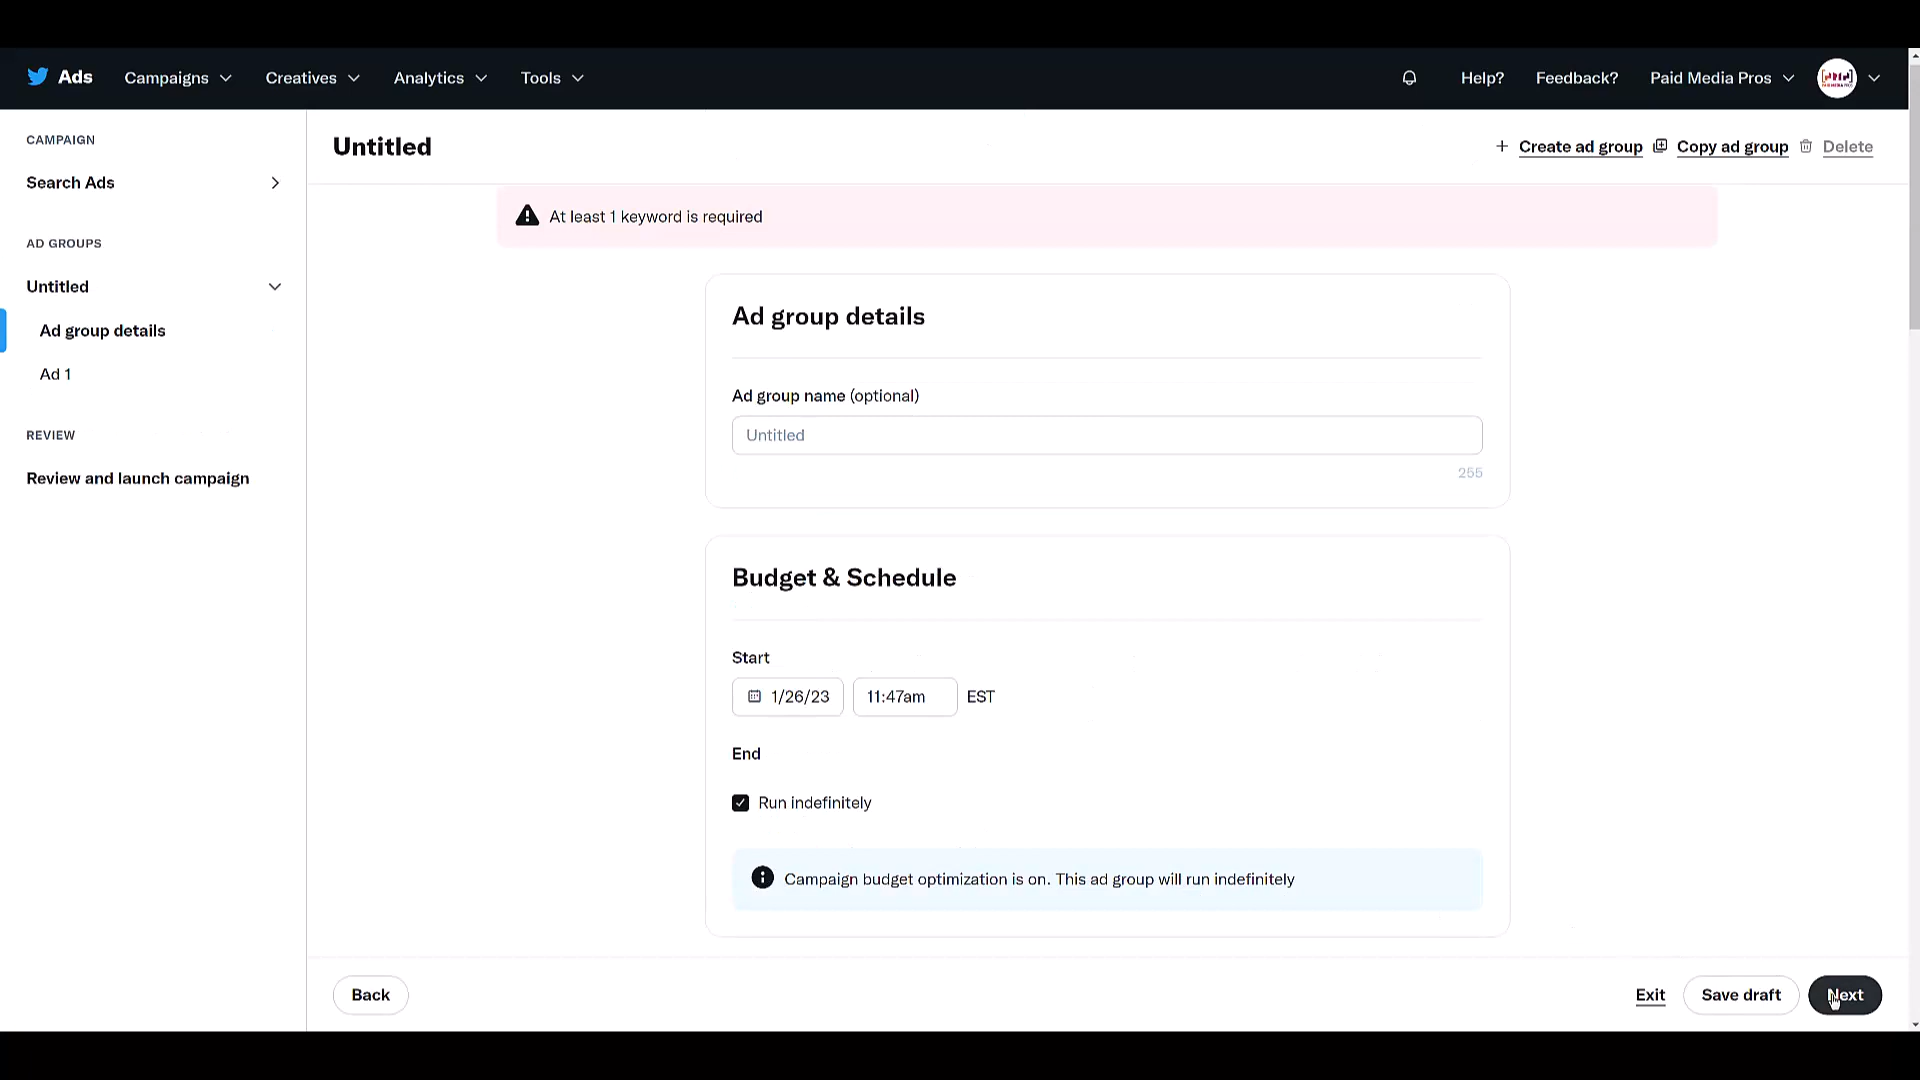 Ads Campaigns Creatives Analytics Tools Help? Feedback? Paid Media Pros
CAMPAIGN
Search Ads
AD GROUPS
Untitled
Ad group details
Ad 1
REVIEW
Review and launch campaign
Untitled
Create ad group Copy ad group Delete
At least 1 keyword is required
Ad group details
Ad group name (optional)
Untitled
255
Budget & Schedule
Start
1/26/23 11:47am EST
End
Run indefinitely
Campaign budget optimization is on. This ad group will run indefinitely
Back Exit Save draft Next